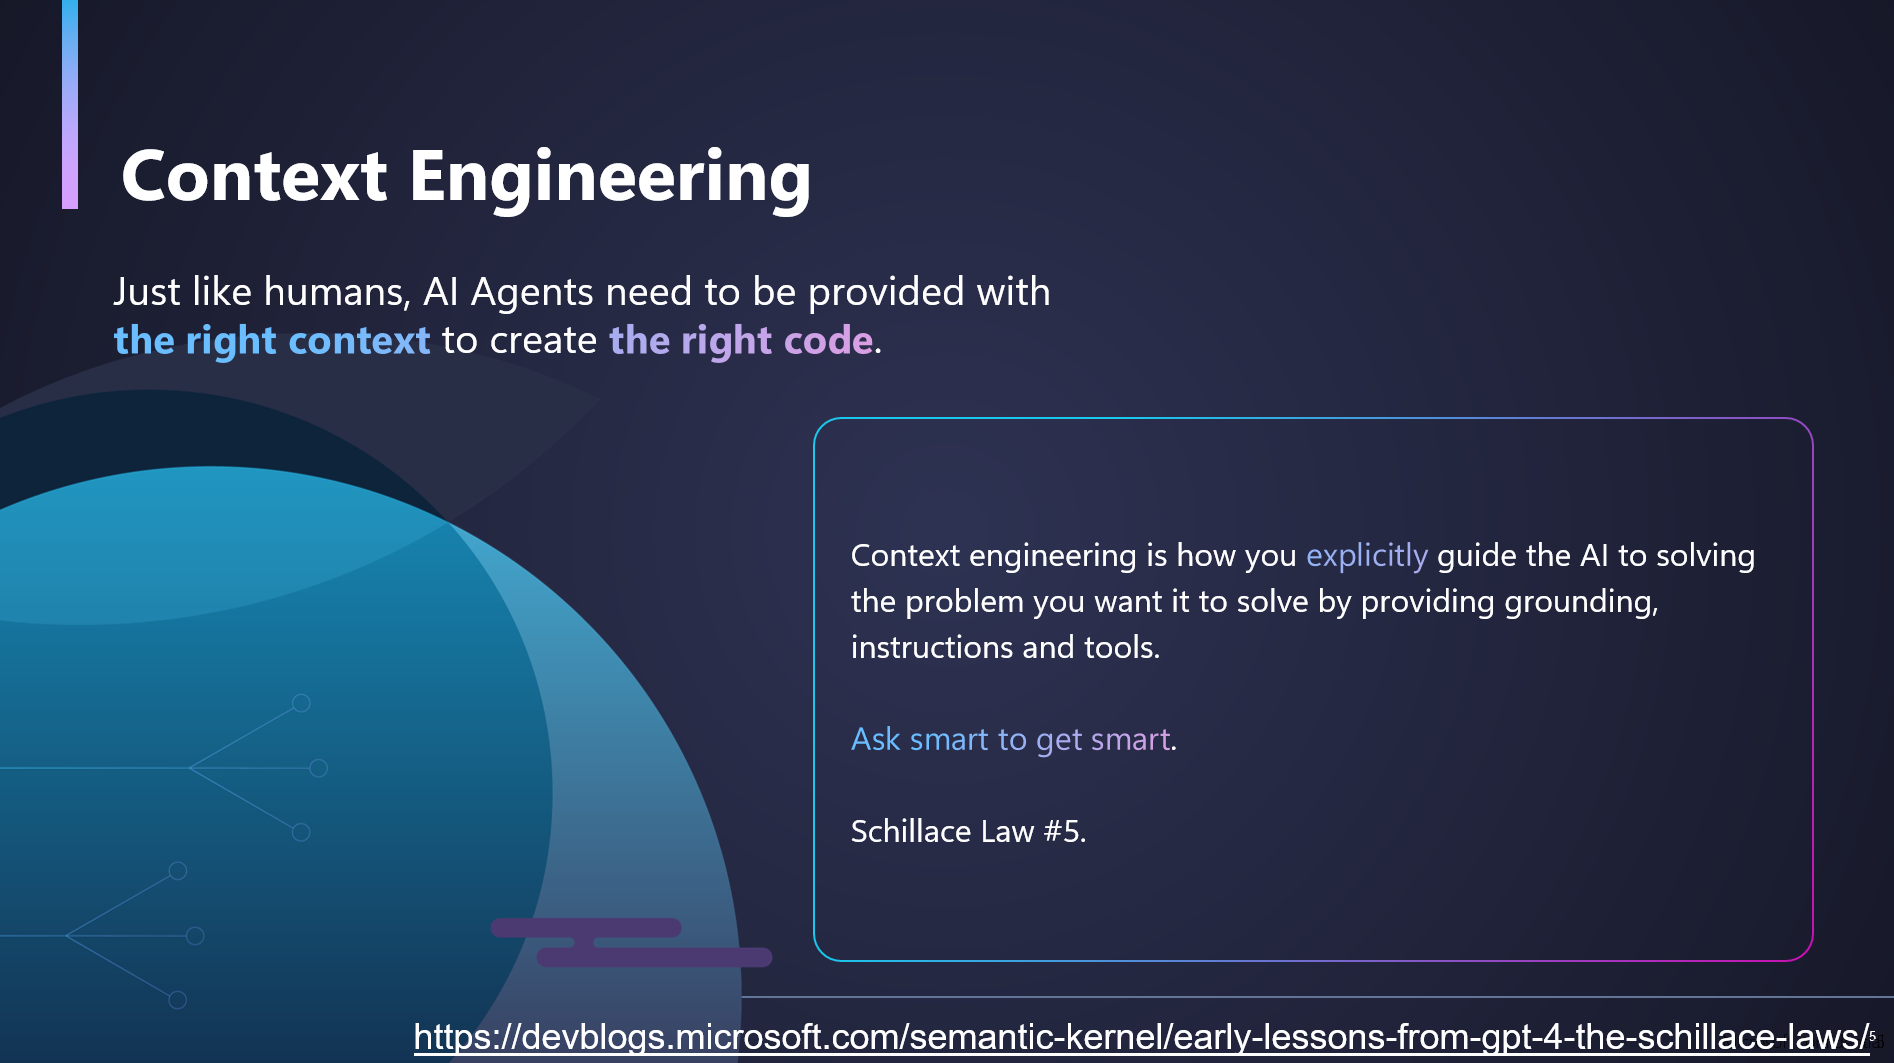 Context Engineering
Just like humans, AI Agents need to be provided with
the right context to create the right code.
Context engineering is how you explicitly guide the AI to solving
the problem you want it to solve by providing grounding,
instructions and tools.
Ask smart to get smart.
Schillace Law #5.
https://devblogs.microsoft.com/semantic-kernel/early-lessons-from-gpt-4-the-schillace-laws/
5